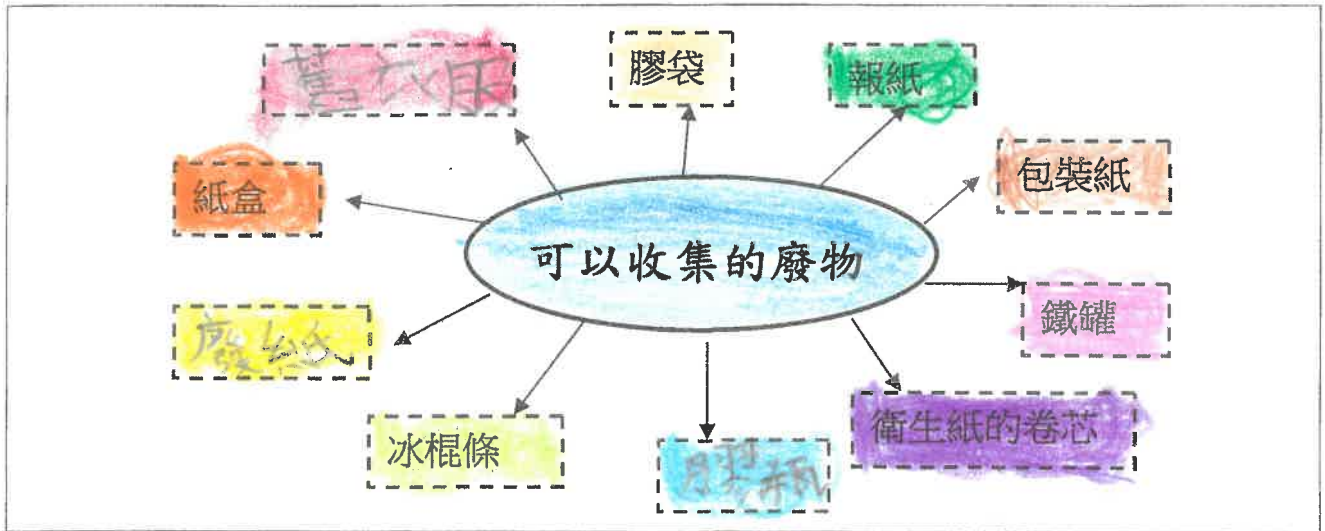 舊衣服
膠袋
報紙
紙盒
包裝紙
可以收集的廢物
鐵罐
廢紙
冰棍條
膠瓶
衛生紙的卷芯